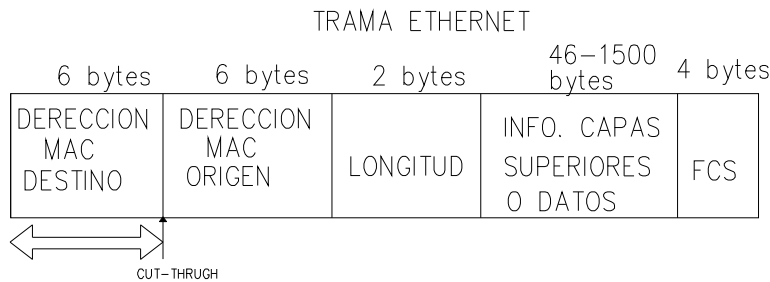 TRAMA ETHERNET
6 bytes
6 bytes
2 bytes
46-1500
bytes
4 bytes
DERECCION
MAC
DESTINO
DERECCION
MAC
ORIGEN
LONGITUD
INFO. CAPAS
SUPERIORES
O DATOS
FCS
CUT-THRUGH